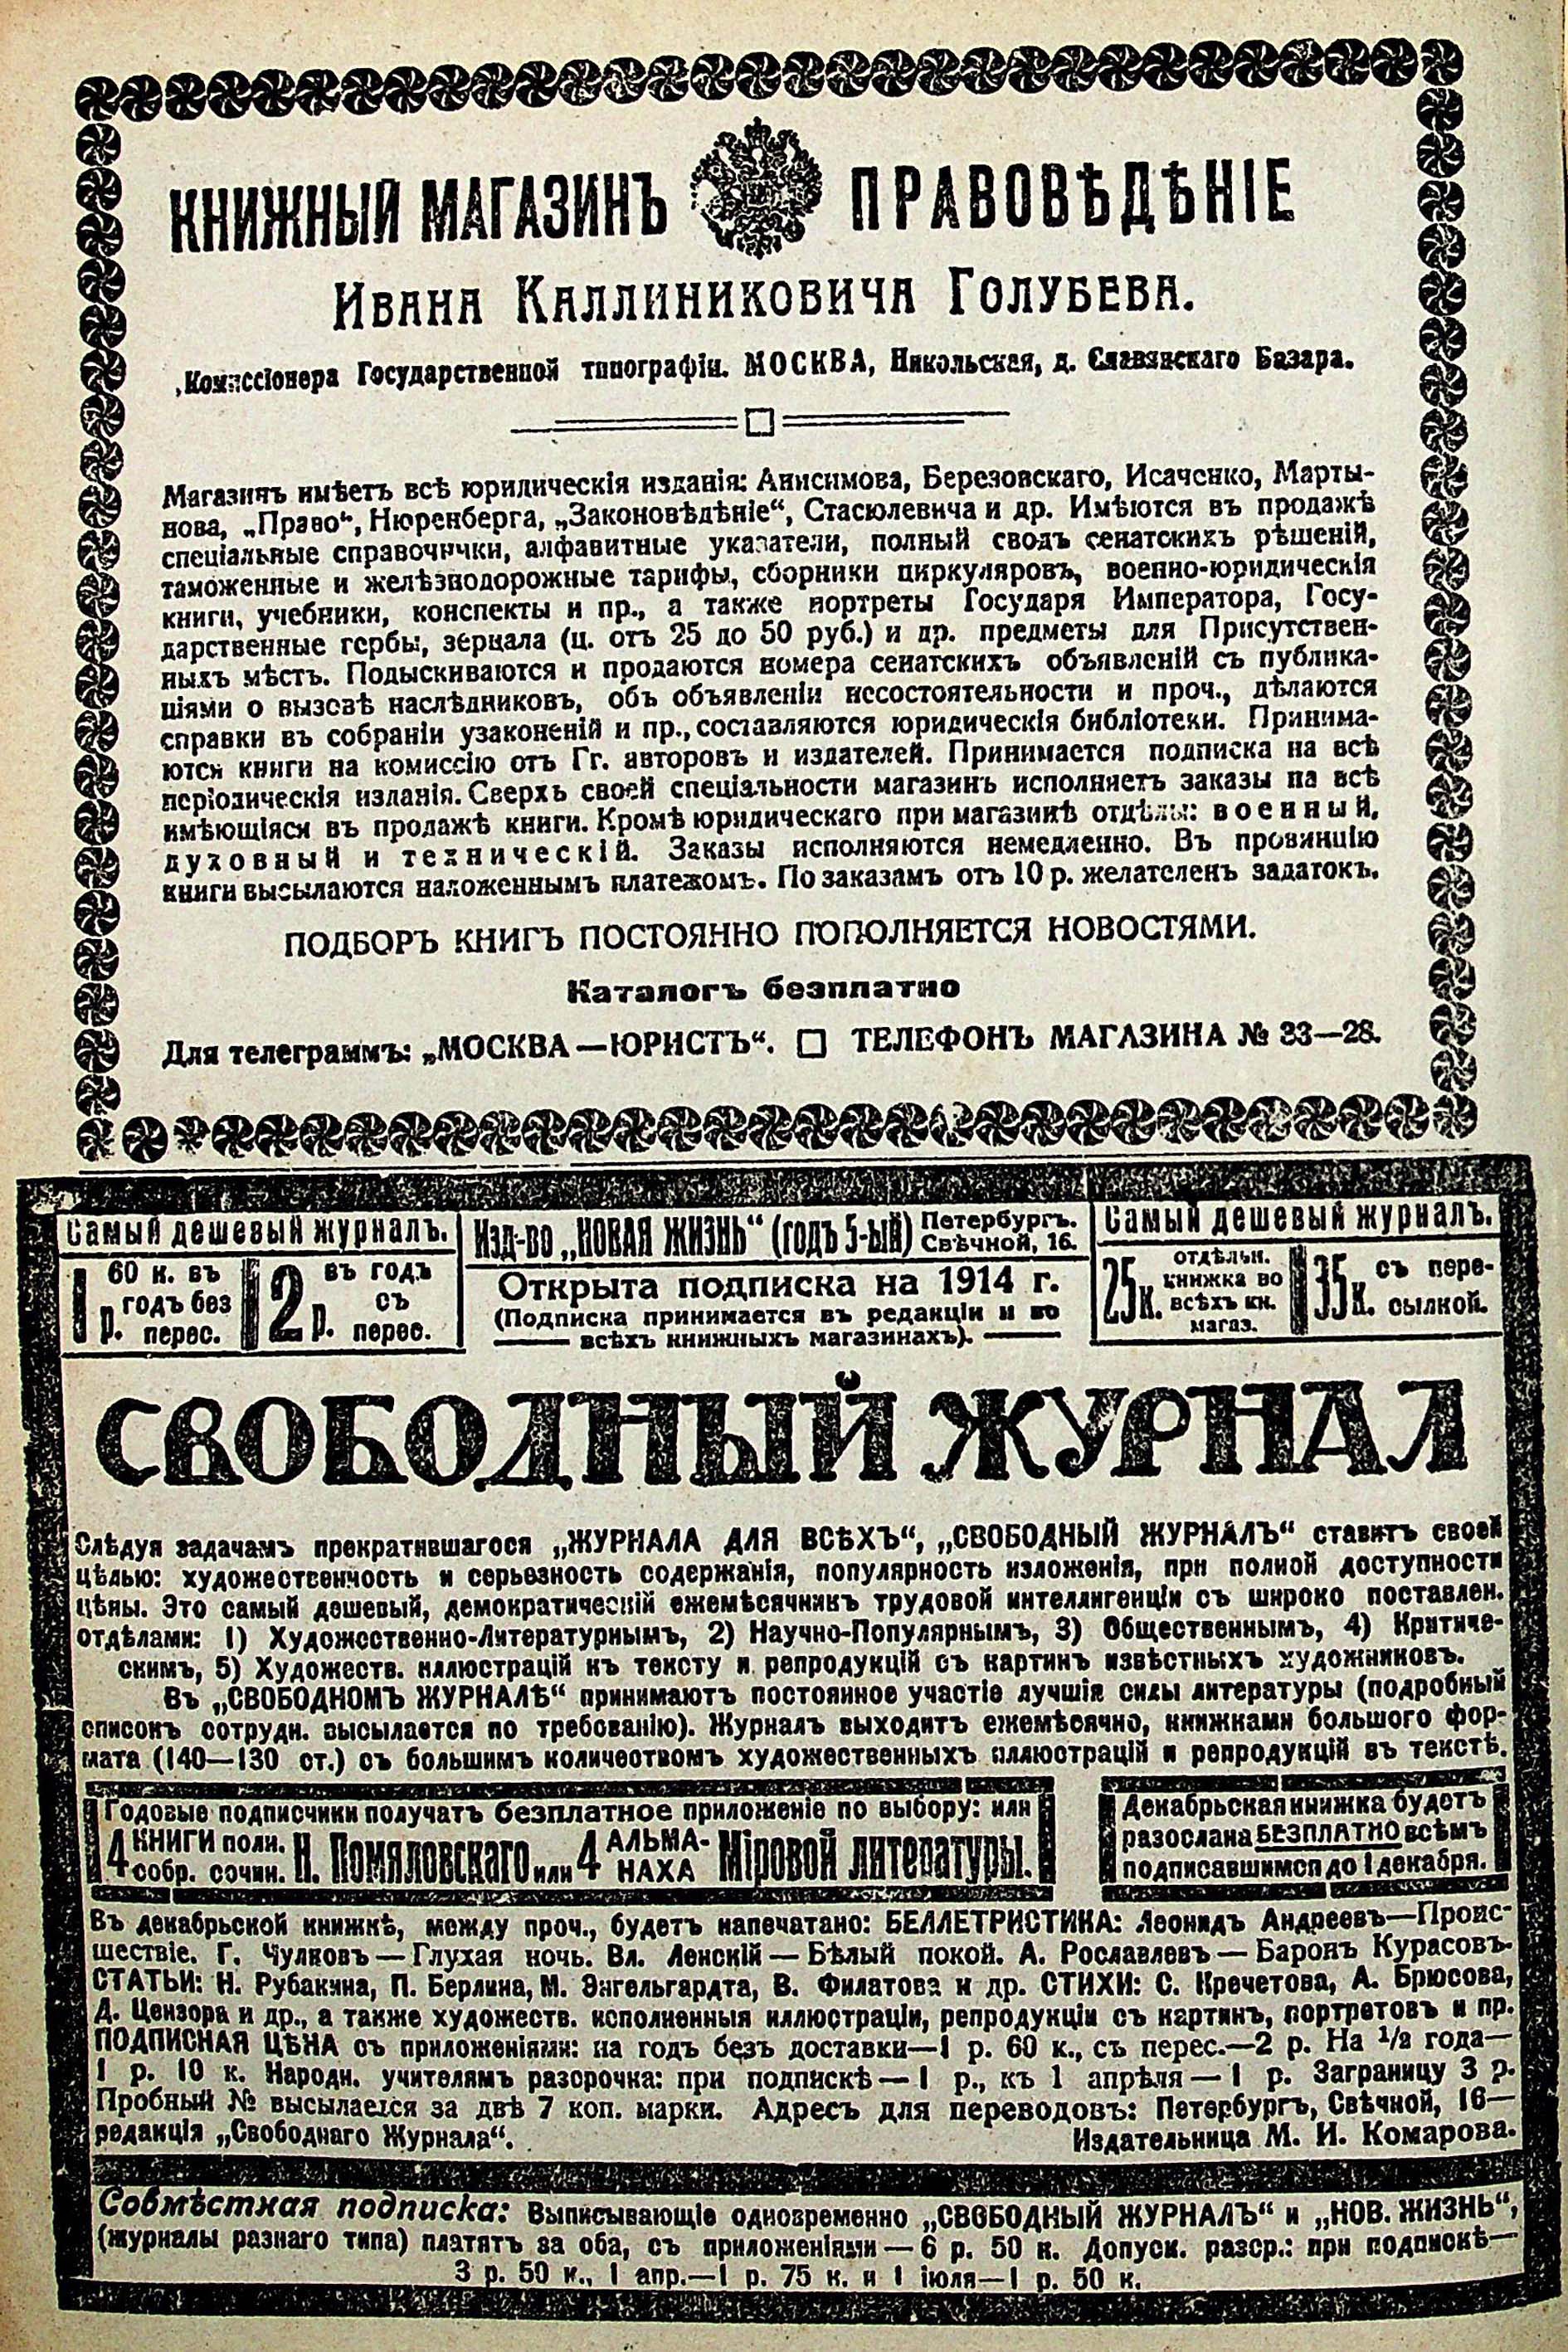 КНИЖНЫЙ МАГАЗИНЪ ПРАВОВѢДѢНІЕ
Ивана Каллиниковича Голубева.
Комиссіонера Государственной типографіи. МОСКВА, Никольская, д. Славянскаго Базара.
Магазинъ имѣетъ всѣ юридическія изданія: Анисимова, Березовскаго, Исаченко, Марты-
нова, „Право“, Нюренберга, „Законовѣдѣніе“, Стасюлевича и др. Имѣются въ продажѣ
спеціальные справочники, алфавитные указатели, полный сводъ сенатскихъ рѣшеній,
таможенные и желѣзнодорожные тарифы, сборники циркуляровъ, военно-юридическія
книги, учебники, конспекты и пр., а также портреты Государя Императора, Госу-
дарственные гербы, зерцала (ц. отъ 25 до 50 руб.) и др. предметы для Присутствен-
ныхъ мѣстъ. Подыскиваются и продаются номера сенатскихъ объявленій съ публика-
ціями о вызовѣ наслѣдниковъ, объ объявленіи несостоятельности и проч., дѣлаются
справки въ собраніи узаконеній и пр., составляются юридическія библіотеки. Принима-
ются книги на комиссію отъ Гг. авторовъ и издателей. Принимается подписка на всѣ
періодическія изданія. Сверхъ своей спеціальности магазинъ исполняетъ заказы на всѣ
имѣющіяся въ продажѣ книги. Кромѣ юридическаго при магазинѣ отдѣлы: военный,
духовный и техническій. Заказы исполняются немедленно. Въ провинцію
книги высылаются наложеннымъ платежомъ. По заказамъ отъ 10 р. желателенъ задатокъ.
ПОДБОРЪ КНИГЪ ПОСТОЯННО ПОПОЛНЯЕТСЯ НОВОСТЯМИ.
Каталогъ безплатно
Для телеграммъ: „МОСКВА—ЮРИСТЪ“. ТЕЛЕФОНЪ МАГАЗИНА № 33—28.
Самый дешевый журналъ.
1 р. 60 к. въ годъ без перес.
2 р. въ годъ съ перес.
Изд-во „НОВАЯ ЖИЗНЬ“ (годъ 5-ый) Петербургъ. Свѣчной, 16.
Открыта подписка на 1914 г.
(Подписка принимается въ редакціи и во
всѣхъ книжныхъ магазинахъ).
Самый дешевый журналъ.
25 к. отдѣльн. книжка во всѣхъ кн. магаз.
35 к. съ пере- сылкой.
СВОБОДНЫЙ ЖУРНАЛ
Слѣдуя задачамъ прекратившагося „ЖУРНАЛА ДЛЯ ВСѢХЪ“, „СВОБОДНЫЙ ЖУРНАЛЪ“ ставитъ своей
цѣлью: художественность и серьезность содержанія, популярность изложенія, при полной доступности
цѣны. Это самый дешевый, демократическій ежемѣсячникъ трудовой интеллигенціи съ широко поставлен.
отдѣлами: 1) Художественно-Литературнымъ, 2) Научно-Популярнымъ, 3) Общественнымъ, 4) Критиче-
скимъ, 5) Художеств. иллюстрацій къ тексту и репродукцій съ картинъ извѣстныхъ художниковъ.
Въ „СВОБОДНОМЪ ЖУРНАЛѢ“ принимаютъ постоянное участіе лучшія силы литературы (подробный
списокъ сотрудн. высылается по требованію). Журналъ выходитъ ежемѣсячно, книжками большого фор-
мата (140—130 ст.) съ большимъ количествомъ художественныхъ иллюстрацій и репродукцій въ текстѣ.
Годовые подписчики получатъ безплатное приложеніе по выбору: или
4 КНИГИ полн. собр. сочин. Н. Помяловскаго или 4 АЛЬМА- НАХА Міровой литературы.
Декабрьская книжка будетъ
разослана БЕЗПЛАТНО всѣмъ
подписавшимся до 1 декабря.
Въ декабрьской книжкѣ, между проч., будетъ напечатано: БЕЛЛЕТРИСТИКА: Леонидъ Андреевъ—Проис-
шествіе. Г. Чулковъ — Глухая ночь. Вл. Ленскій — Бѣлый покой. А. Рославлевъ — Баронъ Курасовъ.
СТАТЬИ: Н. Рубакина, П. Берлина, М. Энгельгардта, В. Филатова и др. СТИХИ: С. Кречетова, А. Брюсова,
Д. Цензора и др., а также художеств. исполненныя иллюстраціи, репродукціи съ картинъ, портретовъ и пр.
ПОДПИСНАЯ ЦѢНА съ приложеніями: на годъ безъ доставки—1 р. 60 к., съ перес.—2 р. На 1/2 года—
1 р. 10 к. Народн. учителямъ разсрочка: при подпискѣ — 1 р., къ 1 апрѣля — 1 р. Заграницу 3 р.
Пробный № высылается за двѣ 7 коп. марки. Адресъ для переводовъ: Петербургъ, Свѣчной, 16—
редакція „Свободнаго Журнала“. Издательница М. И. Комарова.
Совмѣстная подписка: Выписывающіе одновременно „СВОБОДНЫЙ ЖУРНАЛЪ“ и „НОВ. ЖИЗНЬ“,
(журналы разнаго типа) платятъ за оба, съ приложеніями — 6 р. 50 к. Допуск. разср.: при подпискѣ—
3 р. 50 к., 1 апр.—1 р. 75 к. и 1 іюля—1 р. 50 к.